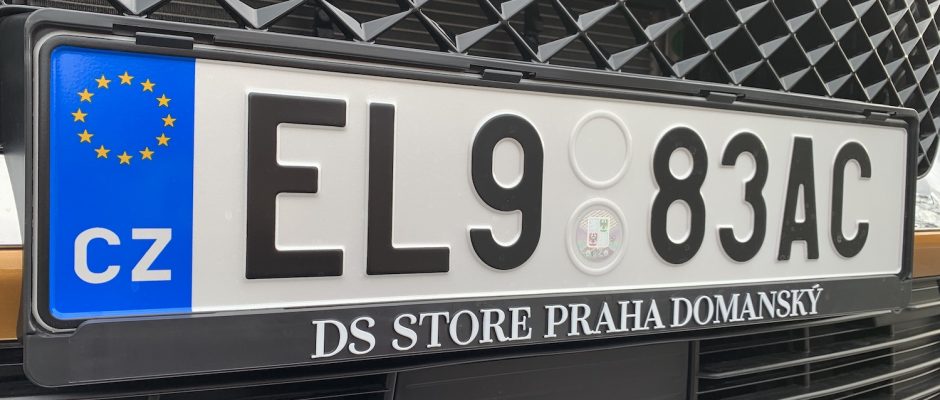 CZ
EL9 83AC
DS STORE PRAHA DOMANSKÝ